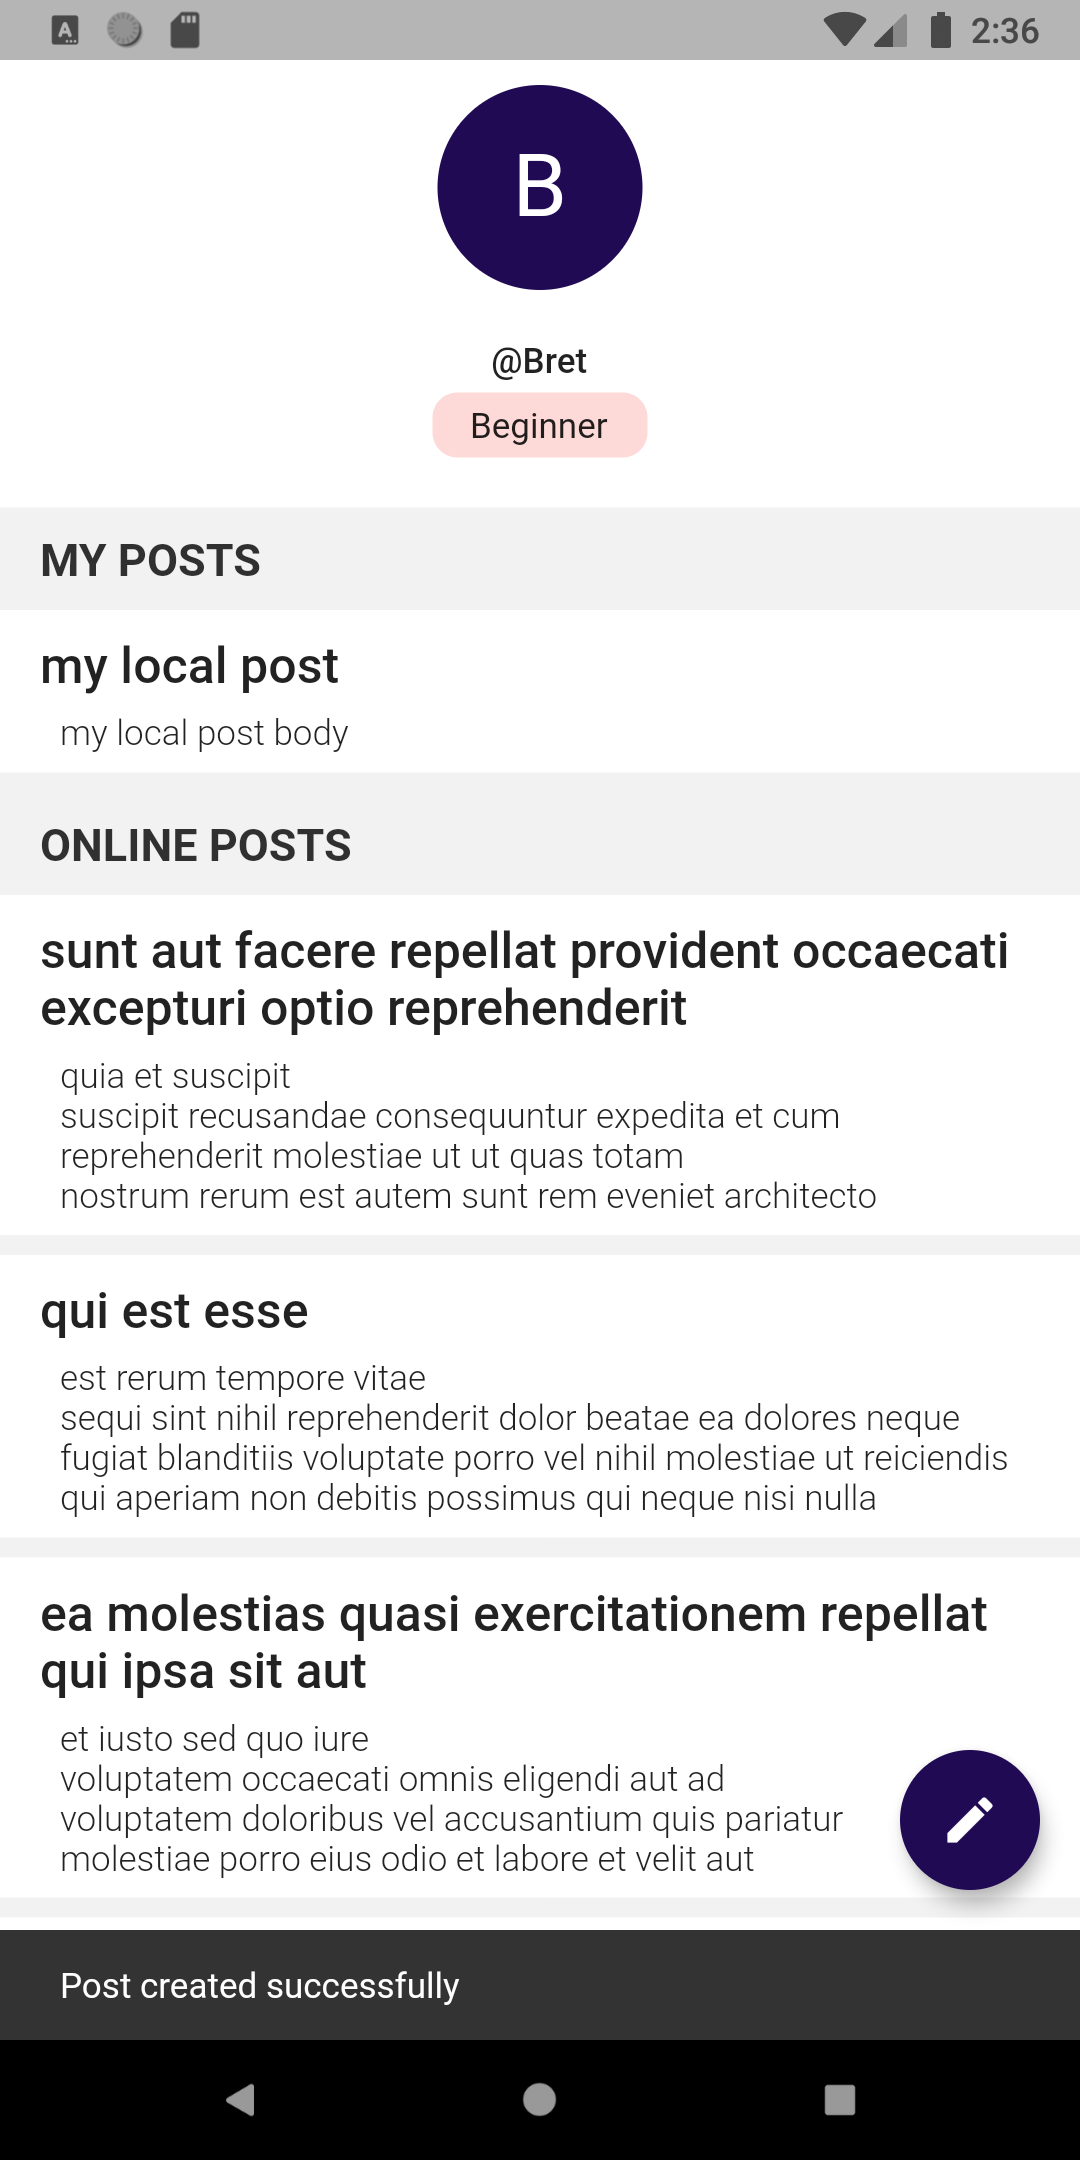 2:36
B
@Bret
Beginner
MY POSTS
my local post
my local post body
ONLINE POSTS
sunt aut facere repellat provident occaecati
excepturi optio reprehenderit
quia et suscipit
suscipit recusandae consequuntur expedita et cum
reprehenderit molestiae ut ut quas totam
nostrum rerum est autem sunt rem eveniet architecto
qui est esse
est rerum tempore vitae
sequi sint nihil reprehenderit dolor beatae ea dolores neque
fugiat blanditiis voluptate porro vel nihil molestiae ut reiciendis
qui aperiam non debitis possimus qui neque nisi nulla
ea molestias quasi exercitationem repellat
qui ipsa sit aut
et iusto sed quo iure
voluptatem occaecati omnis eligendi aut ad
voluptatem doloribus vel accusantium quis pariatur
molestiae porro eius odio et labore et velit aut
Post created successfully